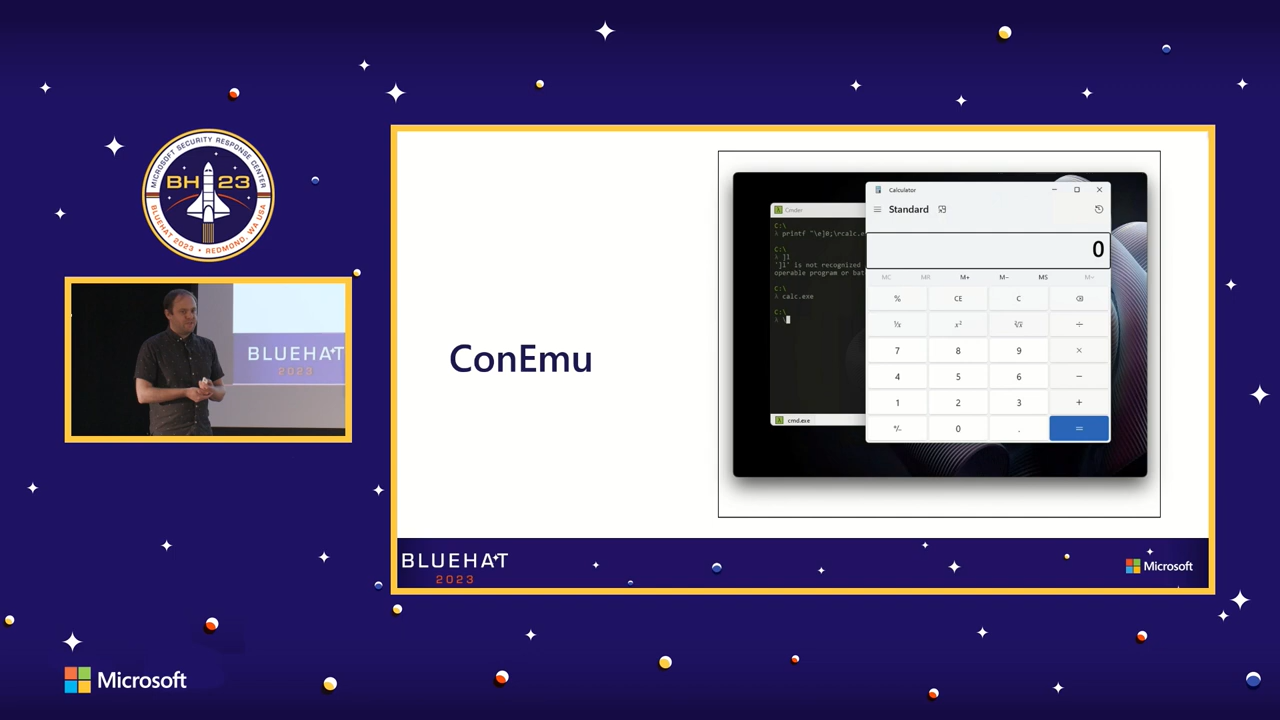 MICROSOFT SECURITY RESPONSE CENTER
BH 23
BLUEHAT 2023 • REDMOND, WA USA
BLUEHAT
2023
Microsoft
ConEmu
Cmder
C:\
λ printf "\e]0;\rcalc.e
C:\
λ ]l
']l' is not recognized
operable program or bat
C:\
λ calc.exe
C:\
λ \
cmd.exe
Calculator
Standard
0
MC MR M+ M− MS M˅
% CE C
⅟x x² ²√x ÷
7 8 9 ×
4 5 6 −
1 2 3 +
+/− 0 . =
BLUEHAT
2023
Microsoft